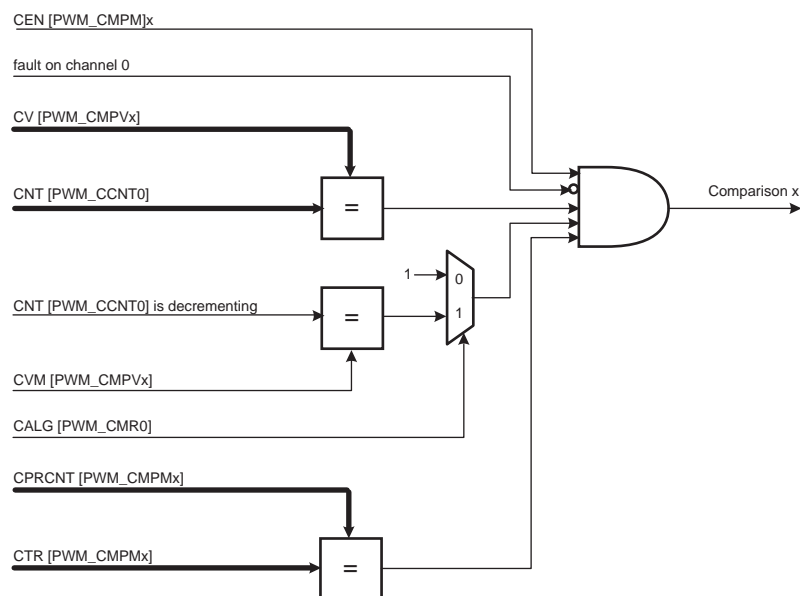 CEN [PWM_CMPM]x
fault on channel 0
CV [PWM_CMPVx]
CNT [PWM_CCNT0]
=
Comparison x
1
0
CNT [PWM_CCNT0] is decrementing
=
1
CVM [PWM_CMPVx]
CALG [PWM_CMR0]
CPRCNT [PWM_CMPMx]
CTR [PWM_CMPMx]
=